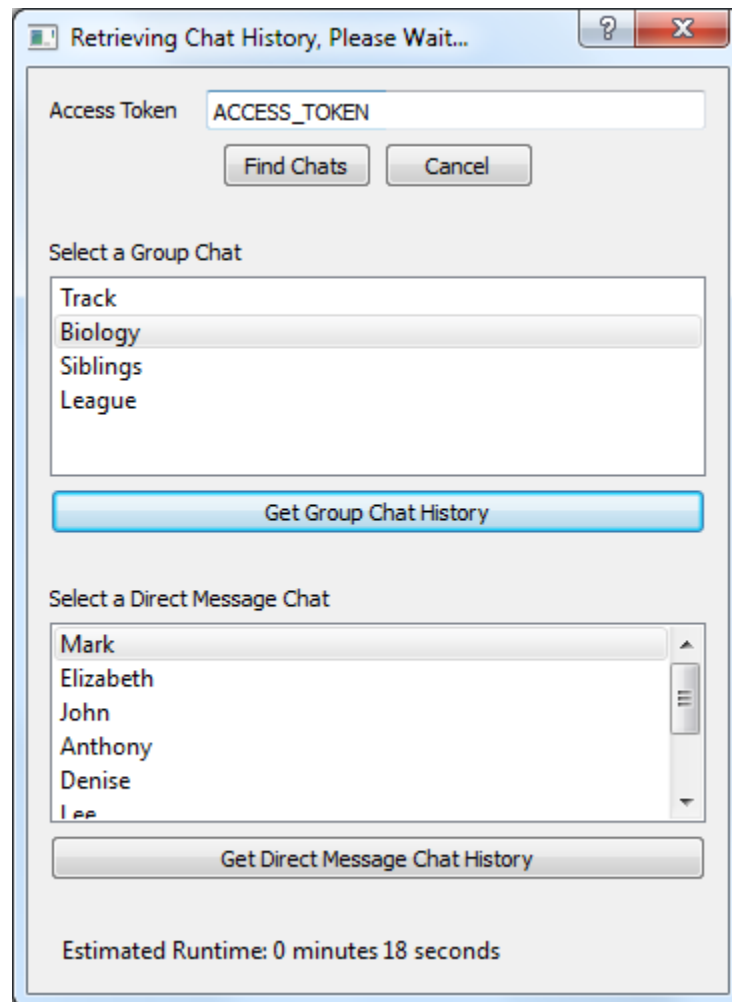 Retrieving Chat History, Please Wait...
Access Token ACCESS_TOKEN
Find Chats Cancel
Select a Group Chat
Track
Biology
Siblings
League
Get Group Chat History
Select a Direct Message Chat
Mark
Elizabeth
John
Anthony
Denise
Lee
Get Direct Message Chat History
Estimated Runtime: 0 minutes 18 seconds